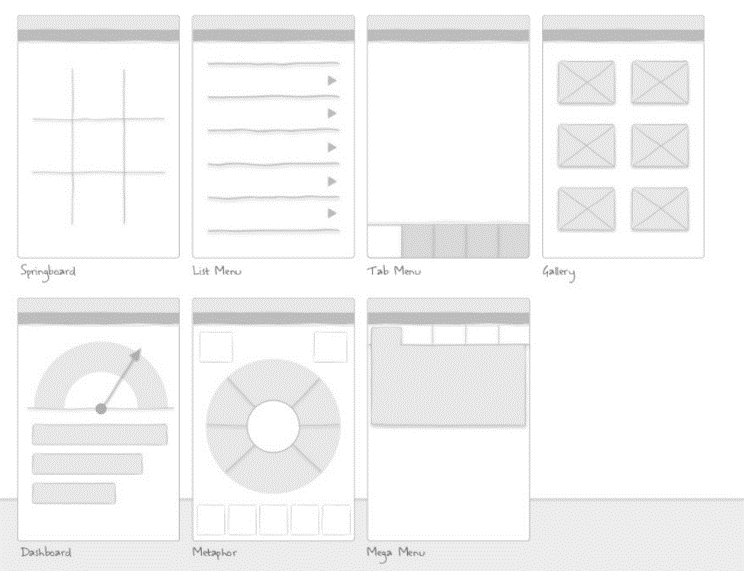 Springboard
List Menu
Tab Menu
Gallery
Dashboard
Metaphor
Mega Menu